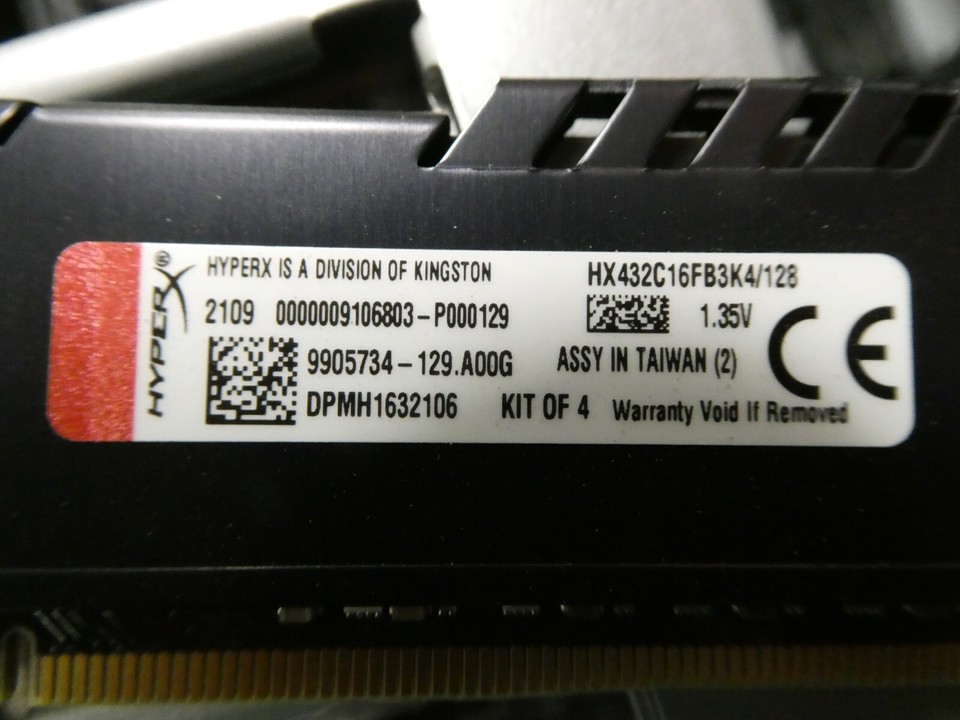 HYPERX®
HYPERX IS A DIVISION OF KINGSTON
HX432C16FB3K4/128
2109 0000009106803-P000129
1.35V
9905734-129.A00G
ASSY IN TAIWAN (2)
CE
DPMH1632106
KIT OF 4
Warranty Void If Removed